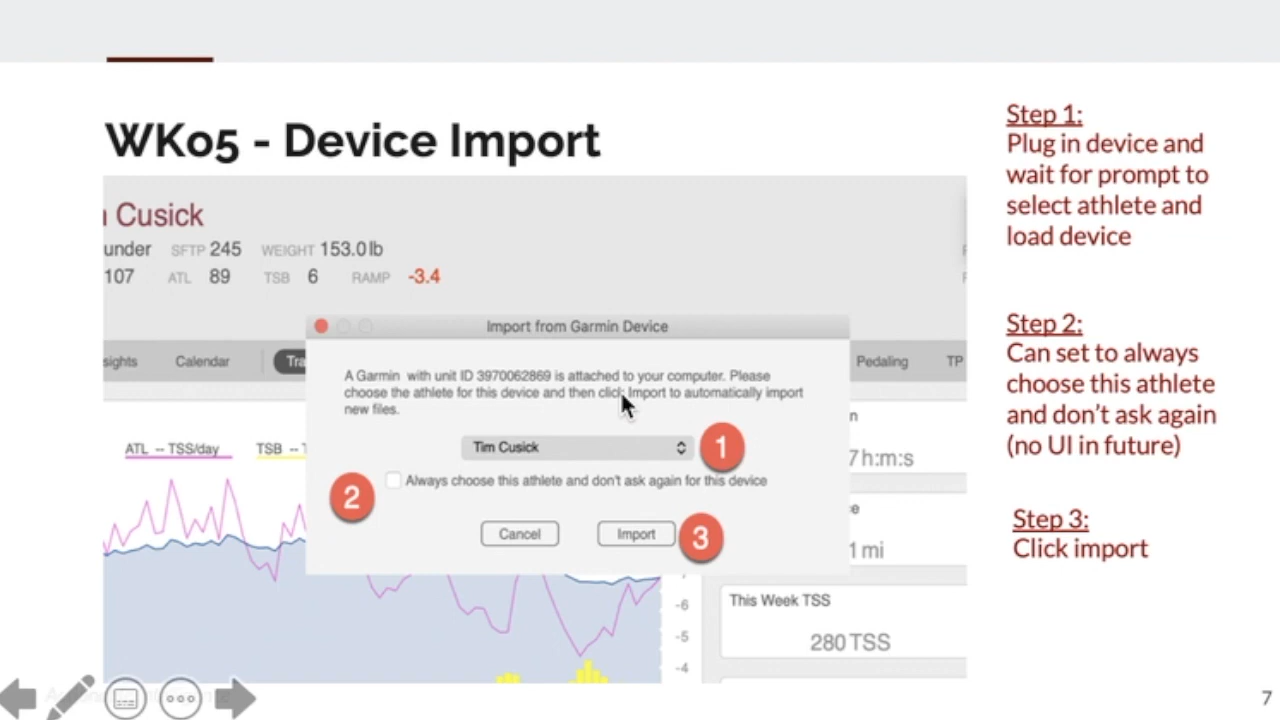 WKo5 - Device Import
Cusick
under SFTP 245 WEIGHT 153.0 lb
107 ATL 89 TSB 6 RAMP -3.4
Import from Garmin Device
sights Calendar Tra Pedaling TP
A Garmin with unit ID 3970062869 is attached to your computer. Please
choose the athlete for this device and then click Import to automatically import
new files.
Tim Cusick 1
2 Always choose this athlete and don't ask again for this device
Cancel Import 3
ATL -- TSS/day TSB -- T
7 h:m:s
1 mi
-6
-5
-4
This Week TSS
280 TSS
Step 1:
Plug in device and
wait for prompt to
select athlete and
load device
Step 2:
Can set to always
choose this athlete
and don't ask again
(no UI in future)
Step 3:
Click import
7